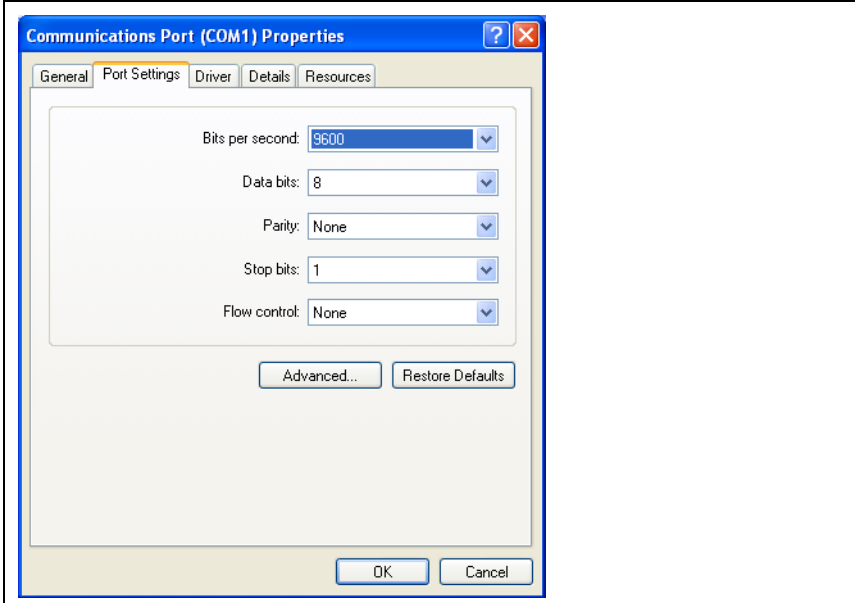 Communications Port (COM1) Properties
General Port Settings Driver Details Resources
Bits per second: 9600
Data bits: 8
Parity: None
Stop bits: 1
Flow control: None
Advanced... Restore Defaults
OK Cancel